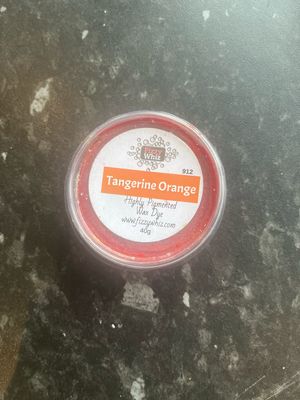 Fizzy
Whiz
912
Tangerine Orange
Highly Pigmented
Wax Dye
www.fizzywhiz.com
40g